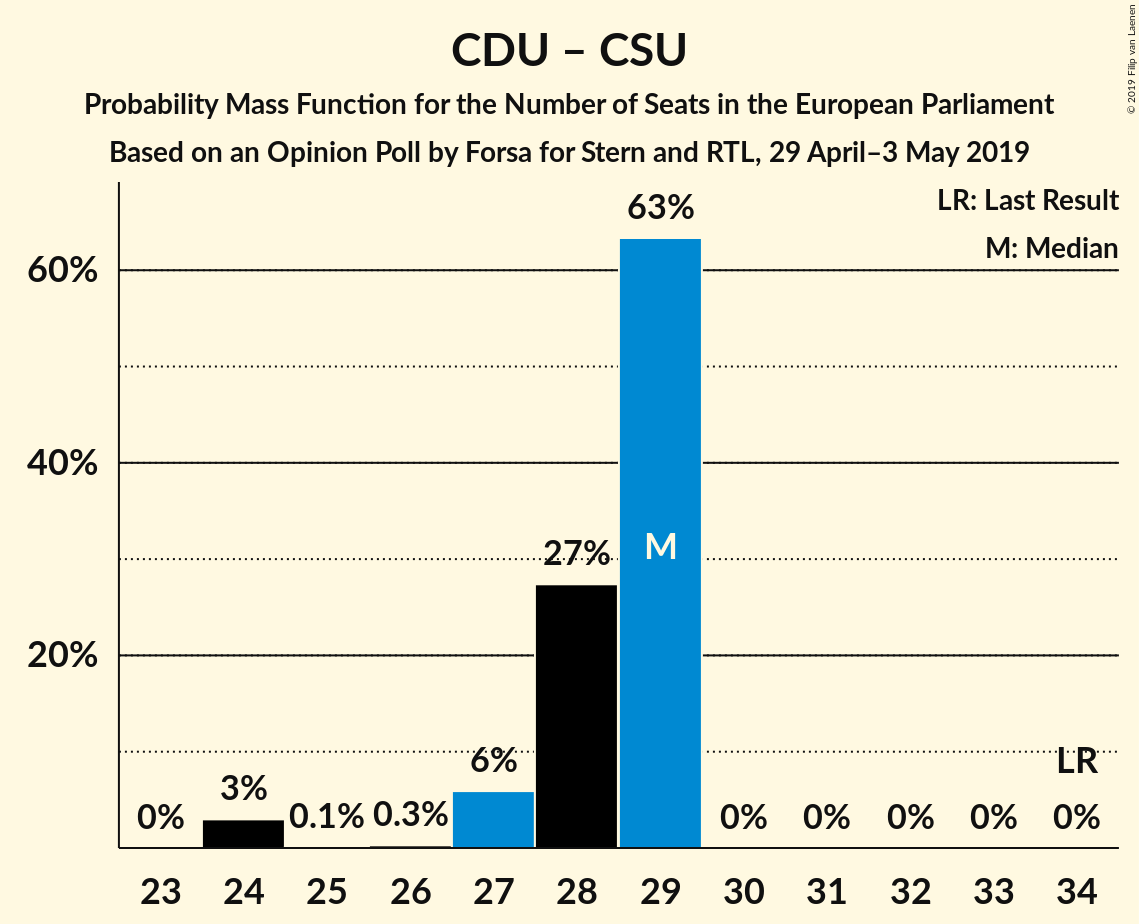 CDU – CSU
Probability Mass Function for the Number of Seats in the European Parliament
Based on an Opinion Poll by Forsa for Stern and RTL, 29 April–3 May 2019
© 2019 Filip van Laenen
LR: Last Result
M: Median
60%
40%
20%
0%
3%
0.1%
0.3%
6%
27%
63%
M
0%
0%
0%
0%
LR
0%
23 24 25 26 27 28 29 30 31 32 33 34